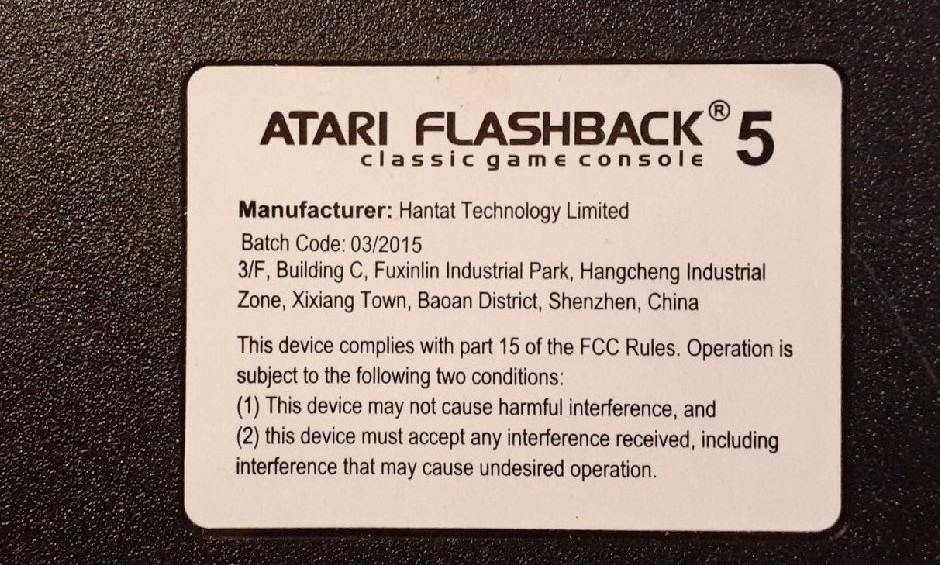 ATARI FLASHBACK® 5
classic game console
Manufacturer: Hantat Technology Limited
Batch Code: 03/2015
3/F, Building C, Fuxinlin Industrial Park, Hangcheng Industrial
Zone, Xixiang Town, Baoan District, Shenzhen, China
This device complies with part 15 of the FCC Rules. Operation is
subject to the following two conditions:
(1) This device may not cause harmful interference, and
(2) this device must accept any interference received, including
interference that may cause undesired operation.